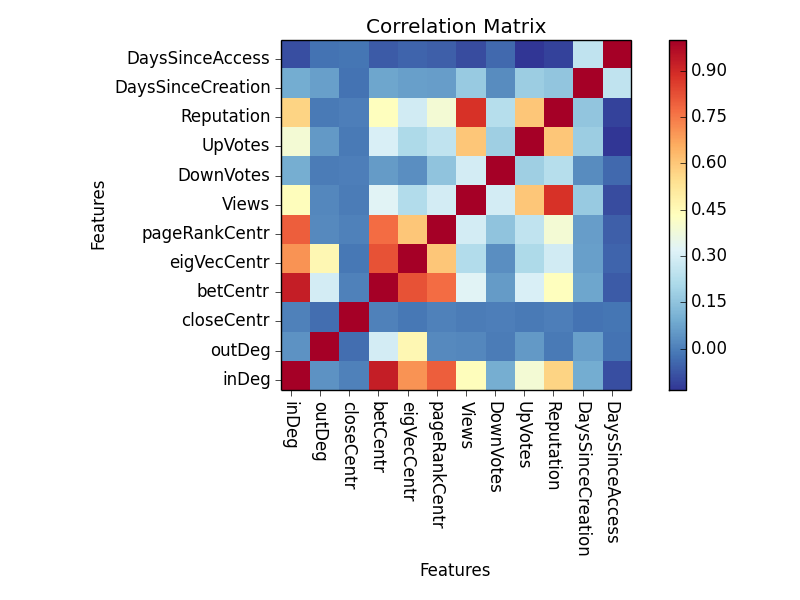 Correlation Matrix
DaysSinceAccess
DaysSinceCreation
Reputation
UpVotes
DownVotes
Views
pageRankCentr
eigVecCentr
betCentr
closeCentr
outDeg
inDeg
Features
inDeg
outDeg
closeCentr
betCentr
eigVecCentr
pageRankCentr
Views
DownVotes
UpVotes
Reputation
DaysSinceCreation
DaysSinceAccess
Features
0.90
0.75
0.60
0.45
0.30
0.15
0.00